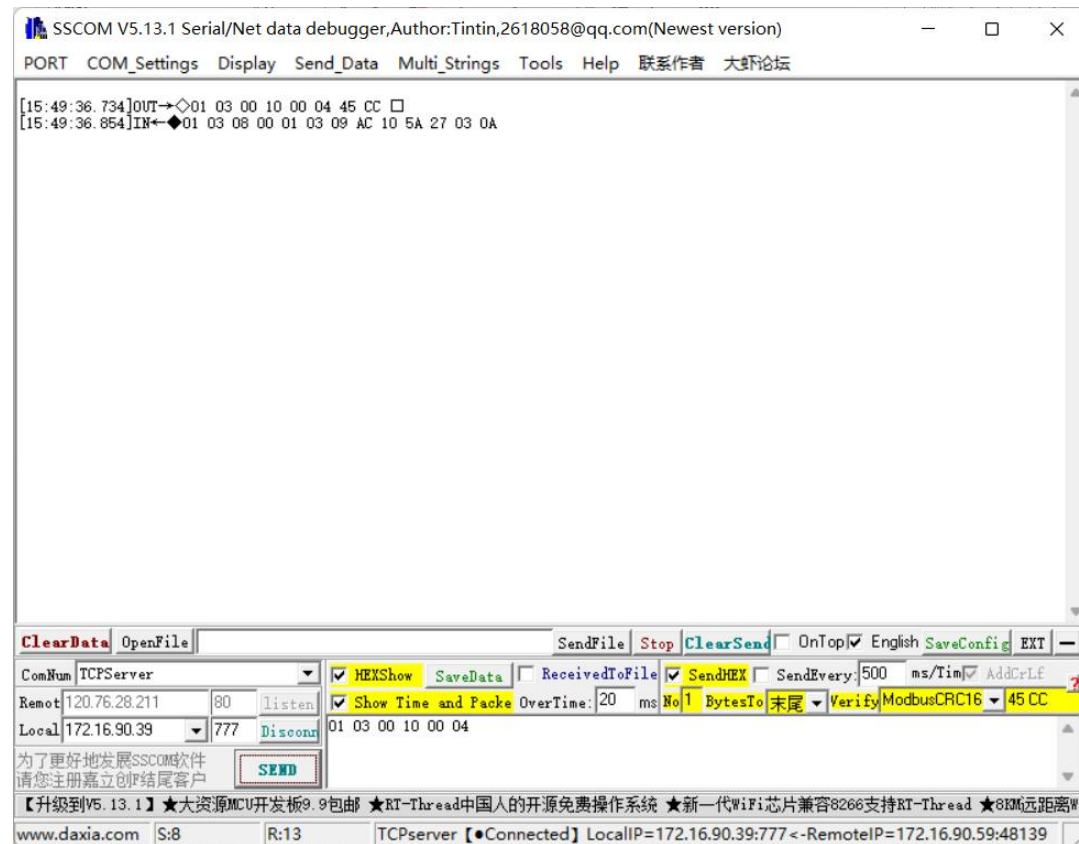 SSCOM V5.13.1 Serial/Net data debugger,Author:Tintin,2618058@qq.com(Newest version)
PORT COM_Settings Display Send_Data Multi_Strings Tools Help 联系作者 大虾论坛
[15:49:36.734]OUT→◇01 03 00 10 00 04 45 CC □
[15:49:36.854]IN←◆01 03 08 00 01 03 09 AC 10 5A 27 03 0A
ClearData OpenFile SendFile Stop ClearSend OnTop English SaveConfig EXT —
ComNum TCPServer HEXShow SaveData ReceivedToFile SendHEX SendEvery: 500 ms/Tim AddCrLf
Remot 120.76.28.211 80 listen Show Time and Packe OverTime: 20 ms No 1 BytesTo 末尾 Verify ModbusCRC16 45 CC ?
Local 172.16.90.39 777 Disconn 01 03 00 10 00 04
为了更好地发展SSCOM软件
请您注册嘉立创F结尾客户
SEND
【升级到V5.13.1】★大资源MCU开发板9.9包邮 ★RT-Thread中国人的开源免费操作系统 ★新一代WiFi芯片兼容8266支持RT-Thread ★8KM远距离W
www.daxia.com S:8 R:13 TCPserver【●Connected】LocalIP=172.16.90.39:777<-RemoteIP=172.16.90.59:48139